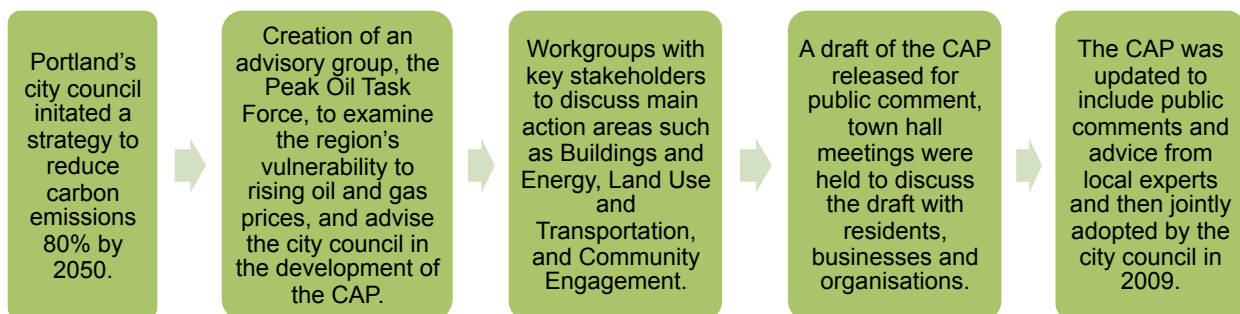 Portland's
city council
initated a
strategy to
reduce
carbon
emissions
80% by
2050.
Creation of an
advisory group, the
Peak Oil Task
Force, to examine
the region's
vulnerability to
rising oil and gas
prices, and advise
the city council in
the development of
the CAP.
Workgroups with
key stakeholders
to discuss main
action areas such
as Buildings and
Energy, Land Use
and
Transportation,
and Community
Engagement.
A draft of the CAP
released for
public comment,
town hall
meetings were
held to discuss
the draft with
residents,
businesses and
organisations.
The CAP was
updated to
include public
comments and
advice from
local experts
and then jointly
adopted by the
city council in
2009.